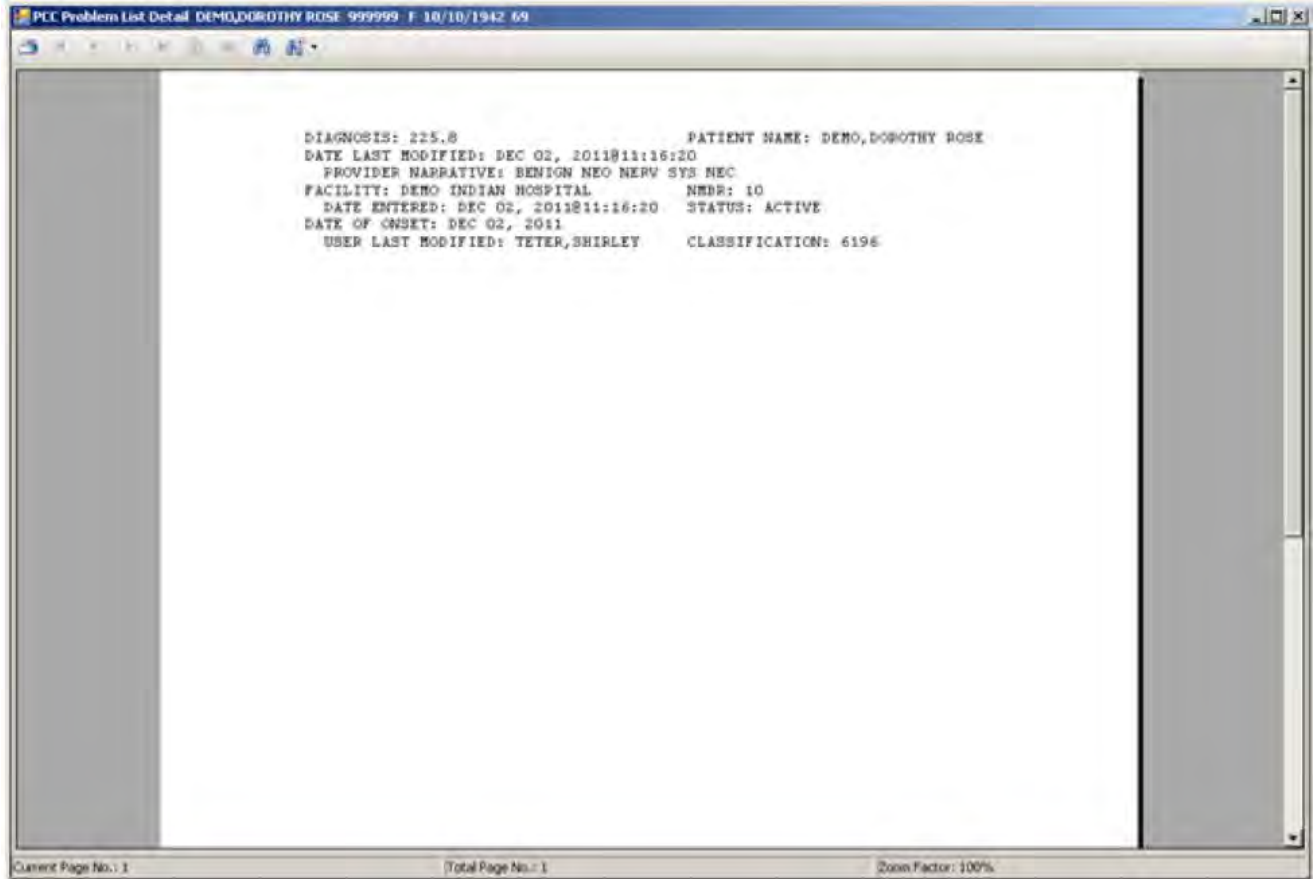 PCC Problem List Detail DEMO,DOROTHY ROSE 999999 F 10/10/1942 69
DIAGNOSIS: 225.8 PATIENT NAME: DEMO,DOROTHY ROSE
DATE LAST MODIFIED: DEC 02, 2011@11:16:20
PROVIDER NARRATIVE: BENIGN NEO NERV SYS NEC
FACILITY: DEMO INDIAN HOSPITAL NMBR: 10
DATE ENTERED: DEC 02, 2011@11:16:20 STATUS: ACTIVE
DATE OF ONSET: DEC 02, 2011
USER LAST MODIFIED: TETER,SHIRLEY CLASSIFICATION: 6196
Current Page No.: 1 Total Page No.: 1 Zoom Factor: 100%